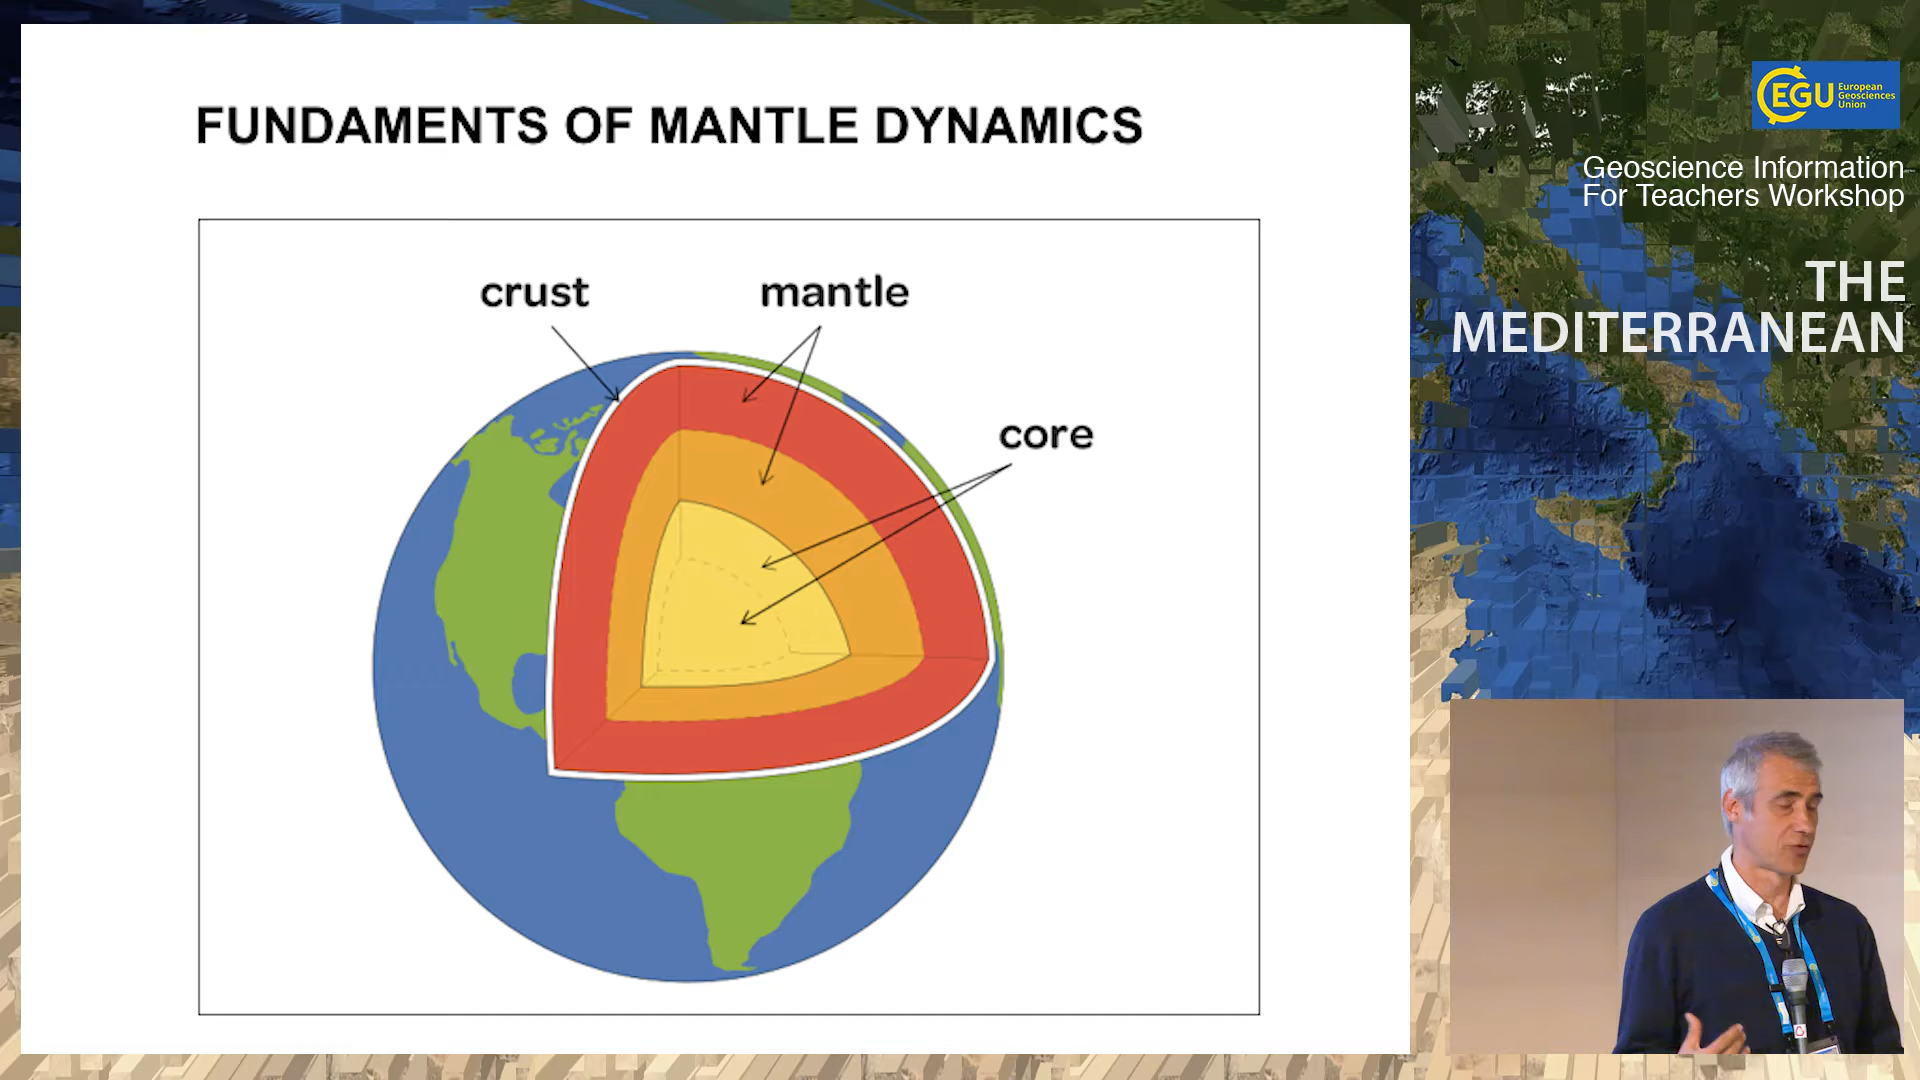 FUNDAMENTS OF MANTLE DYNAMICS
crust
mantle
core
EGU
European
Geosciences
Union
Geoscience Information
For Teachers Workshop
THE
MEDITERRANEAN